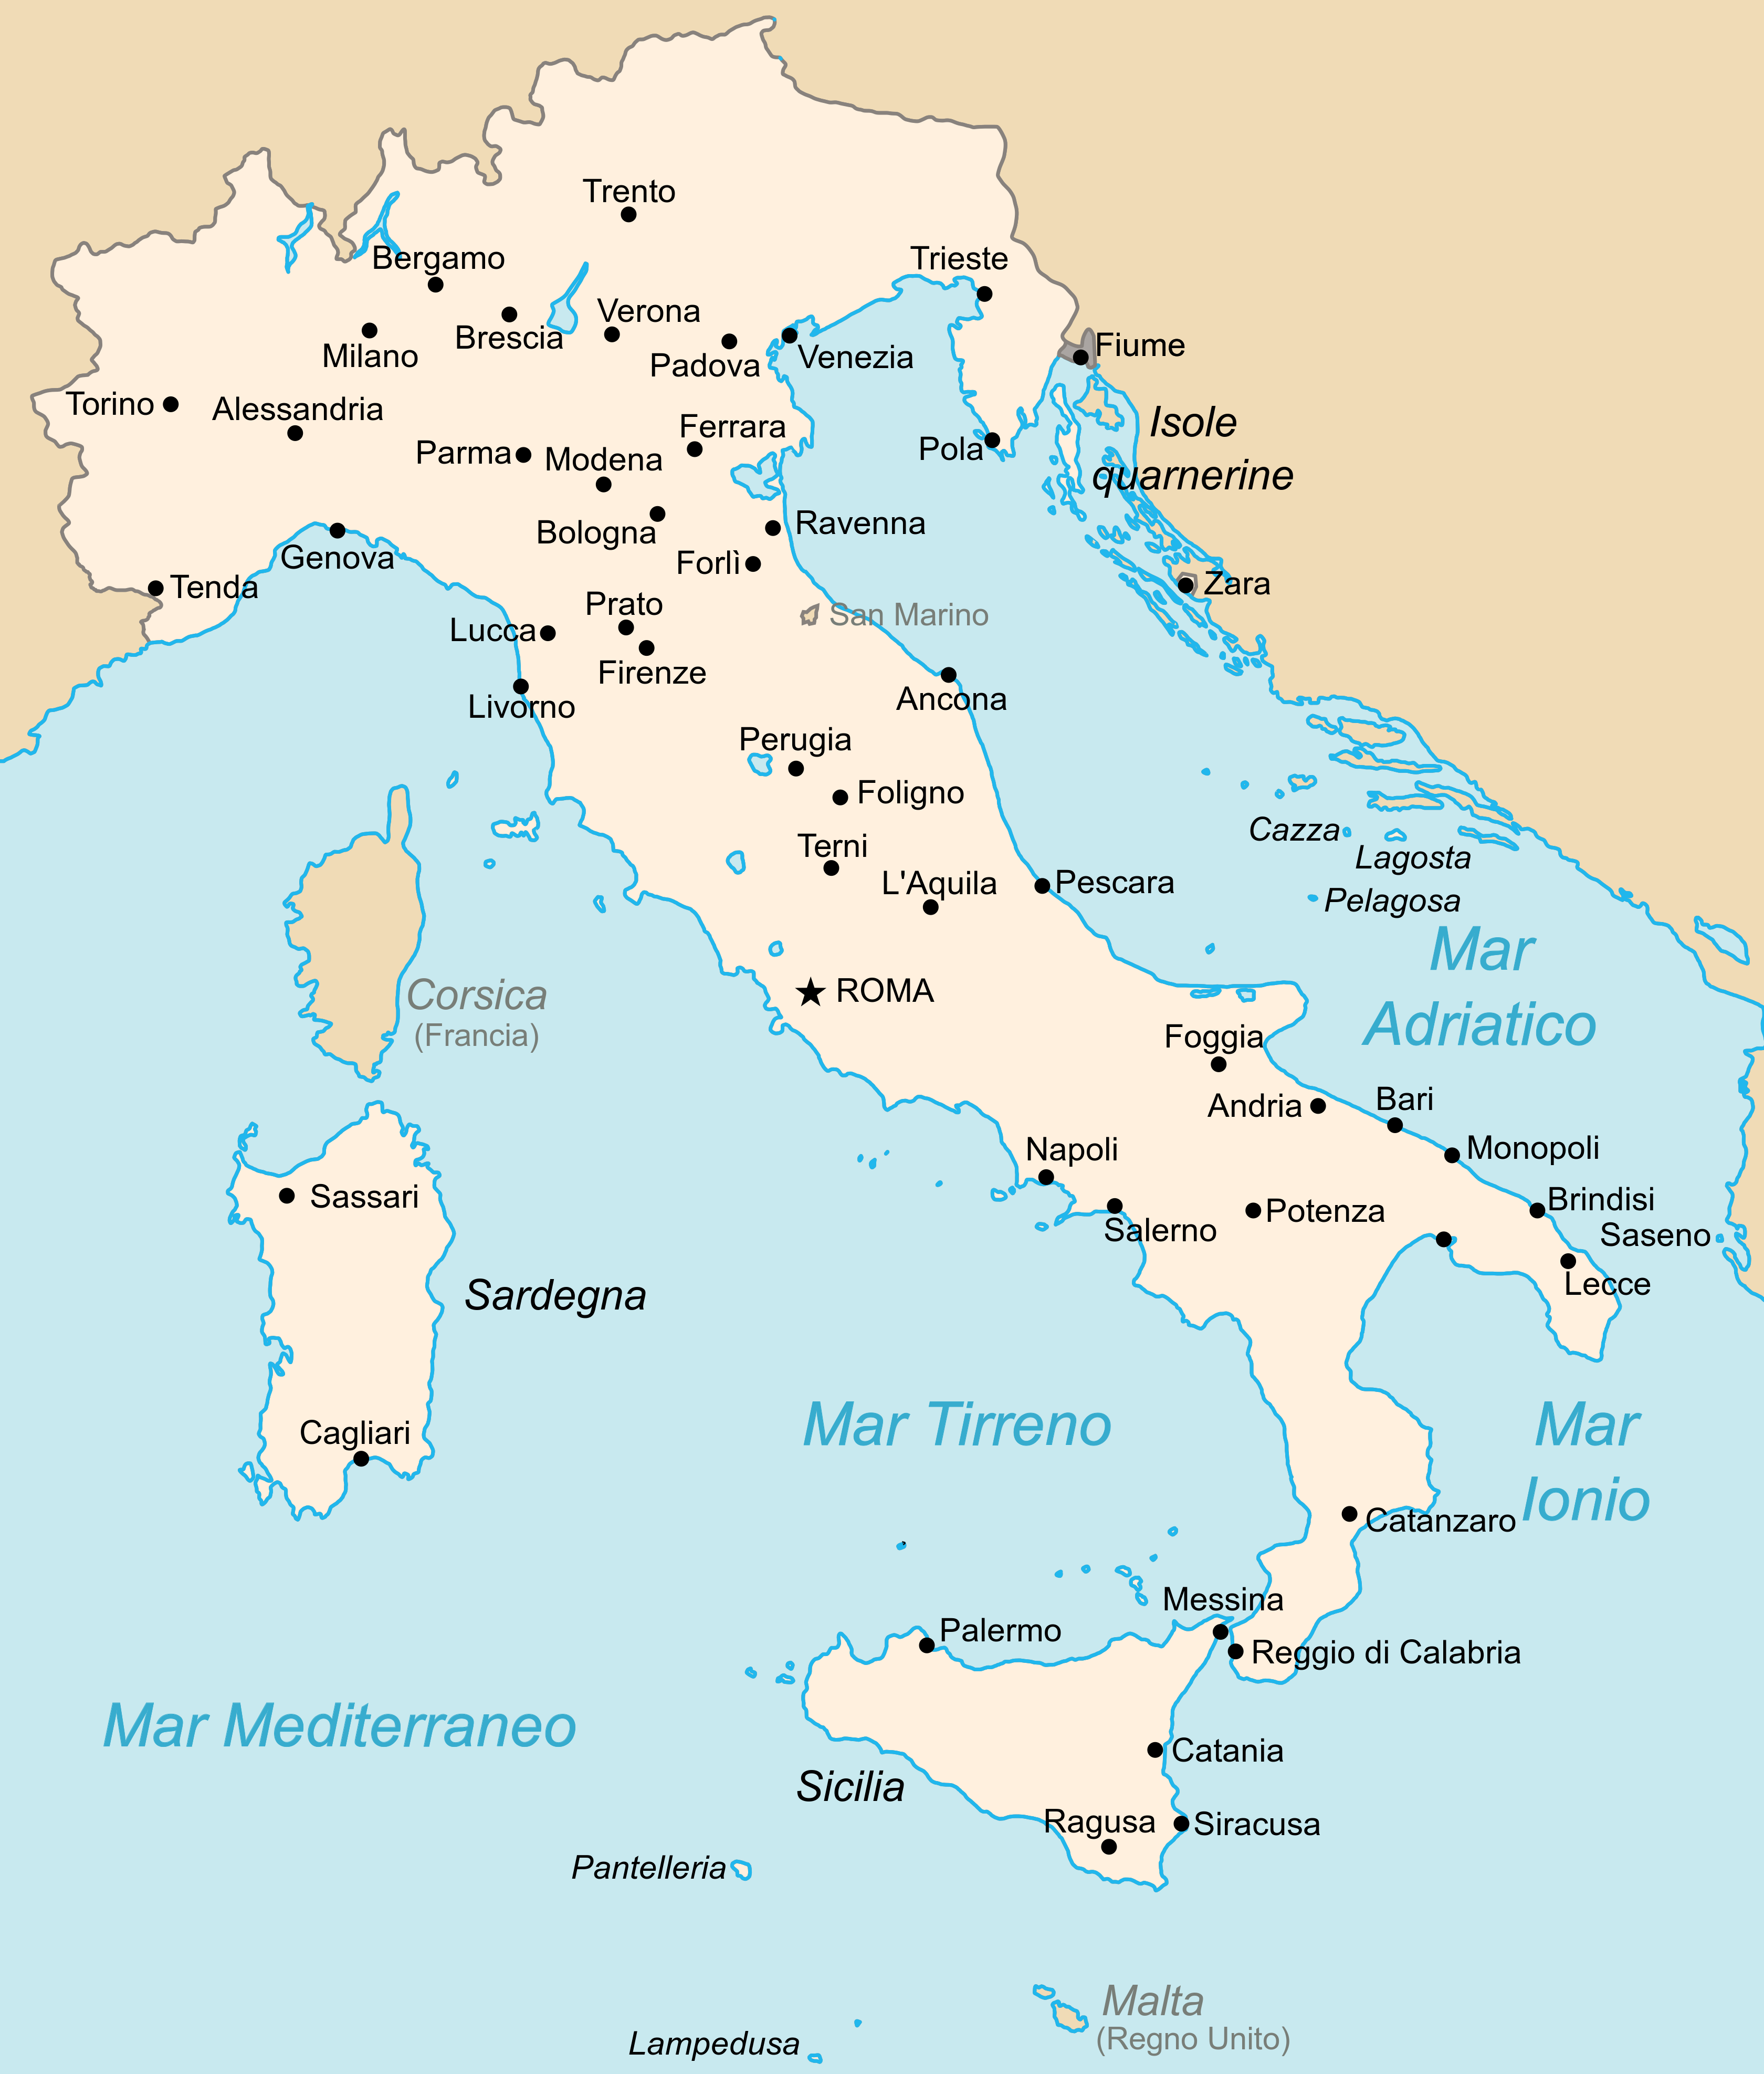 Trento
Trieste
Bergamo
Verona
Brescia
Milano
Padova
Venezia
Fiume
Torino
Alessandria
Isole
quarnerine
Ferrara
Parma
Modena
Pola
Bologna
Ravenna
Genova
Forlì
Tenda
Zara
Prato
San Marino
Lucca
Firenze
Livorno
Ancona
Perugia
Foligno
Cazza
Terni
Lagosta
L'Aquila
Pescara
Pelagosa
Mar
Adriatico
Corsica
(Francia)
ROMA
Foggia
Andria
Bari
Napoli
Monopoli
Sassari
Brindisi
Potenza
Salerno
Saseno
Lecce
Sardegna
Mar Tirreno
Mar
Ionio
Cagliari
Catanzaro
Messina
Palermo
Reggio di Calabria
Mar Mediterraneo
Catania
Sicilia
Ragusa
Siracusa
Pantelleria
Malta
(Regno Unito)
Lampedusa